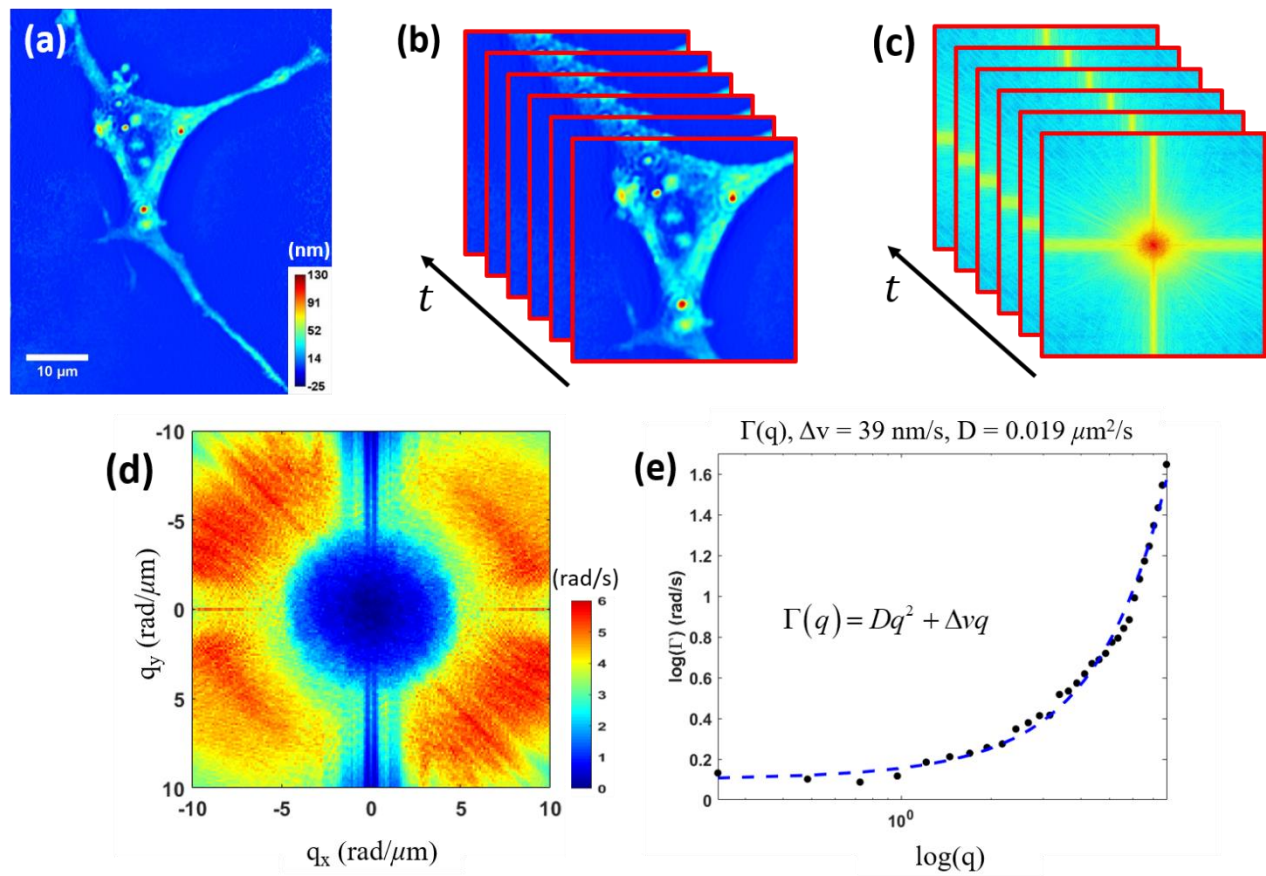 (a)
(nm)
130
91
52
14
-25
10 µm
(b)
t
(c)
t
(d)
-10
-5
0
5
10
-10
-5
0
5
10
q_y (rad/µm)
q_x (rad/µm)
(rad/s)
6
5
4
3
2
1
0
Γ(q), Δv = 39 nm/s, D = 0.019 µm²/s
(e)
1.6
1.4
1.2
1
0.8
0.6
0.4
0.2
0
log(Γ) (rad/s)
Γ(q) = Dq² + Δvq
10⁰
log(q)